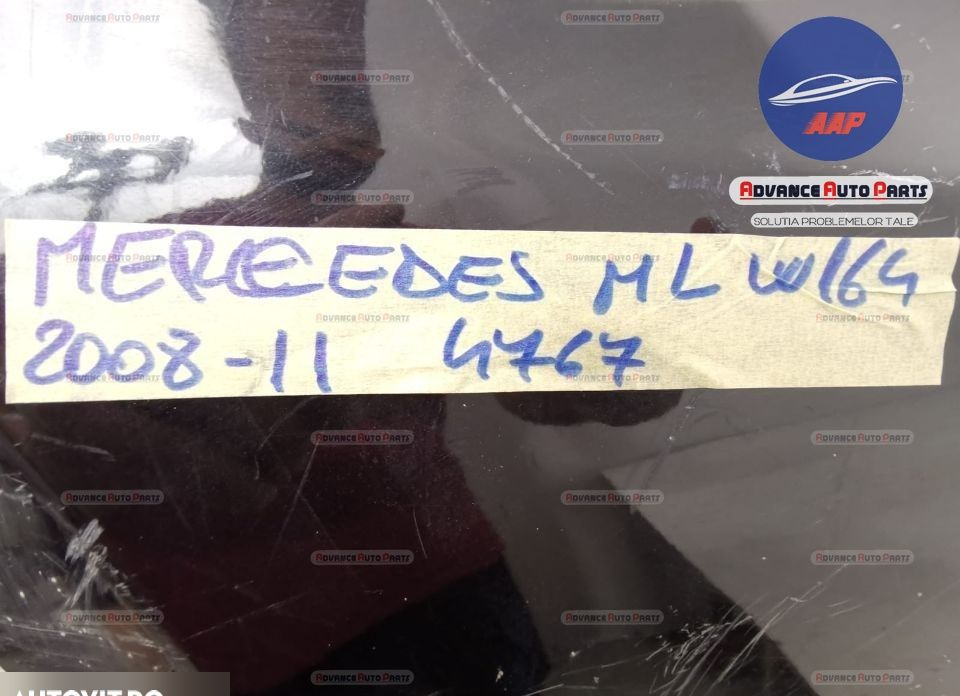 AAP
ADVANCE AUTO PARTS
SOLUTIA PROBLEMELOR TALE
MERCEDES ML W164
2008-11 4767
AUTOVIT.RO